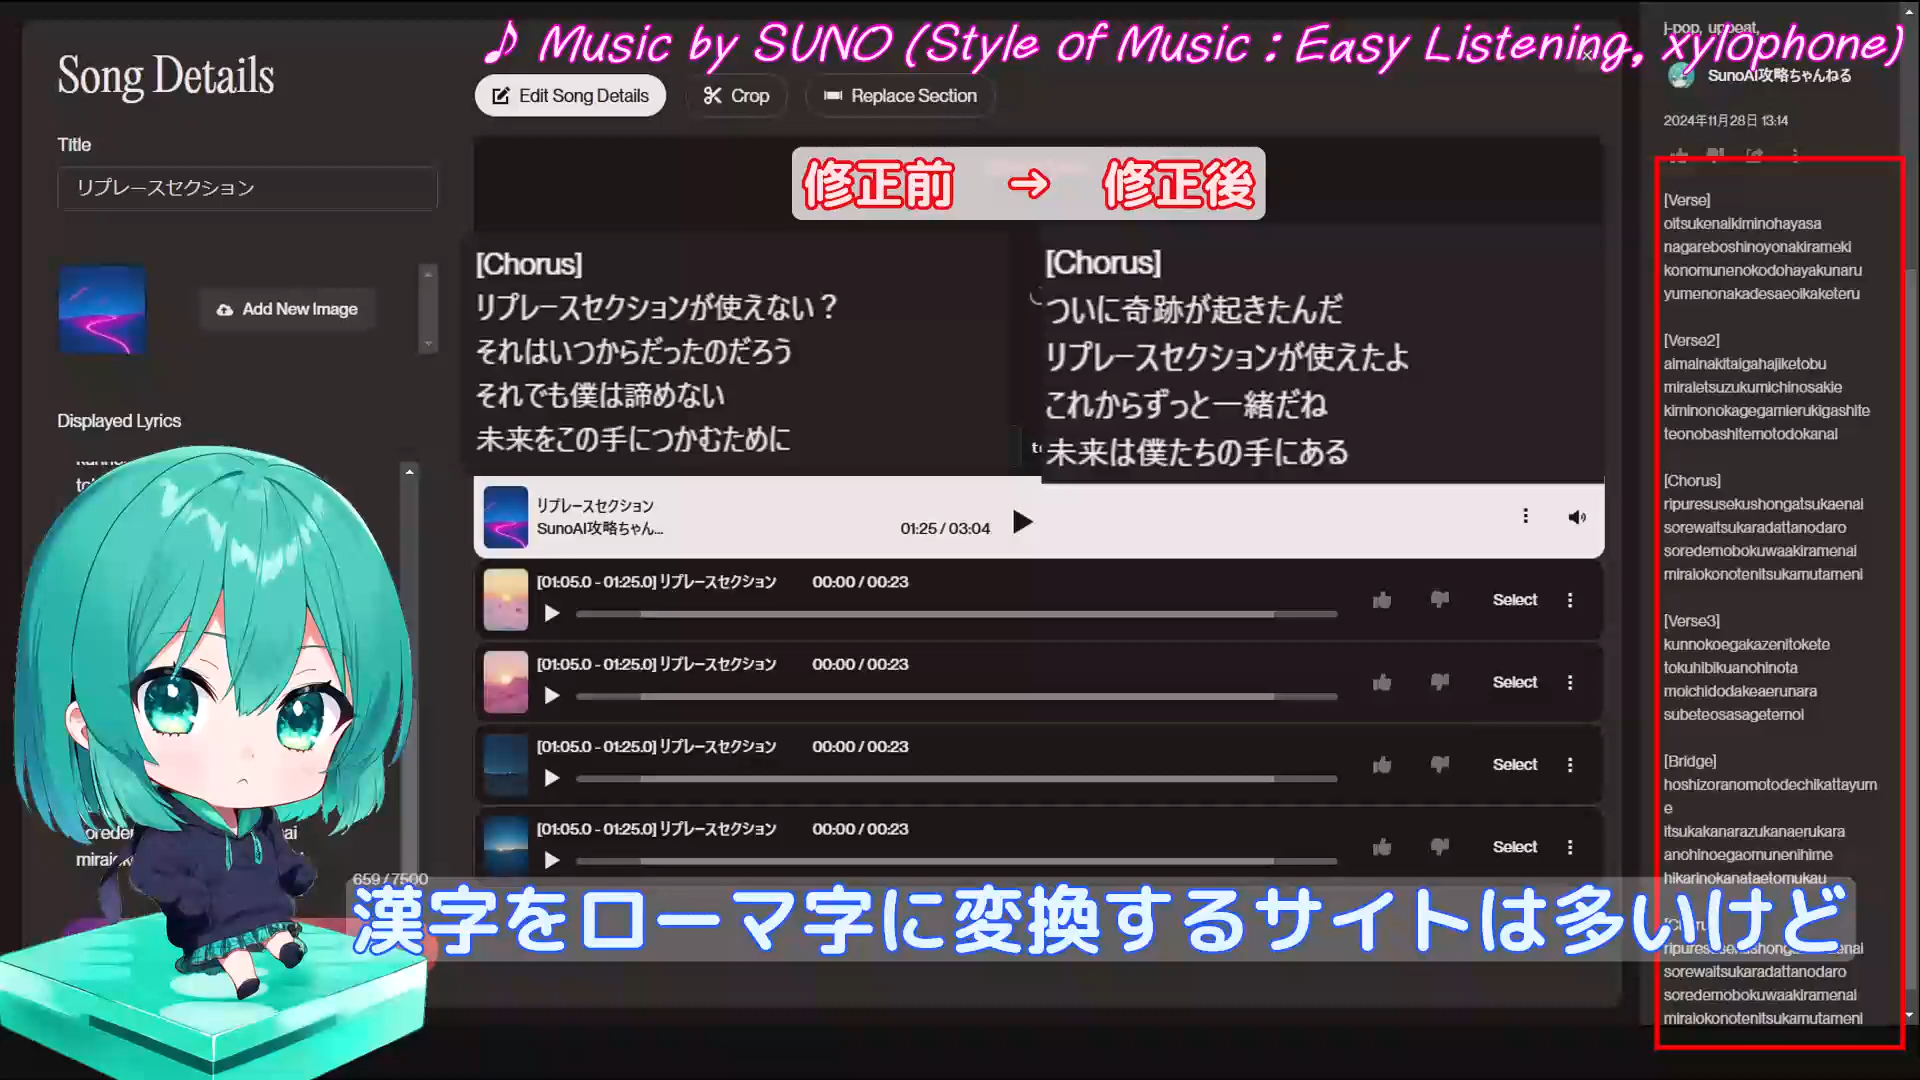 ♪ Music by SUNO (Style of Music : Easy Listening, xylophone)
Song Details
Title
リプレースセクション
Add New Image
Displayed Lyrics
659 / 7500
Edit Song Details
Crop
Replace Section
修正前 → 修正後
[Chorus]
リプレースセクションが使えない？
それはいつからだったのだろう
それでも僕は諦めない
未来をこの手につかむために
[Chorus]
ついに奇跡が起きたんだ
リプレースセクションが使えたよ
これからずっと一緒だね
未来は僕たちの手にある
リプレースセクション
SunoAI攻略ちゃん...
01:25 / 03:04
[01:05.0 - 01:25.0] リプレースセクション 00:00 / 00:23
Select
[01:05.0 - 01:25.0] リプレースセクション 00:00 / 00:23
Select
[01:05.0 - 01:25.0] リプレースセクション 00:00 / 00:23
Select
[01:05.0 - 01:25.0] リプレースセクション 00:00 / 00:23
Select
j-pop, upbeat,
SunoAI攻略ちゃんねる
2024年11月28日 13:14
[Verse]
oitsukenaikiminohayasa
nagareboshinoyonakirameki
konomunenokodohayakunaru
yumenonakadesaeoikaketeru
[Verse2]
aimainakitaigahajiketobu
miraietsuzukumichinosakie
kiminonokagegamierukigashite
teonobashitemotodokanai
[Chorus]
ripuresusekushongatsukaenai
sorewaitsukaradattanodaro
soredemobokuwaakiramenai
miraiokonotenitsukamutameni
[Verse3]
kunnokoegakazenitokete
tokuhibikuanohinota
moichidodakeaerunara
subeteosasagetemoi
[Bridge]
hoshizoranomotodechikattayum
e
itsukakanarazukanaerukara
anohinoegaomunenihime
hikarinokanataetomukau
sorewaitsukaradattanodaro
soredemobokuwaakiramenai
miraiokonotenitsukamutameni
漢字をローマ字に変換するサイトは多いけど